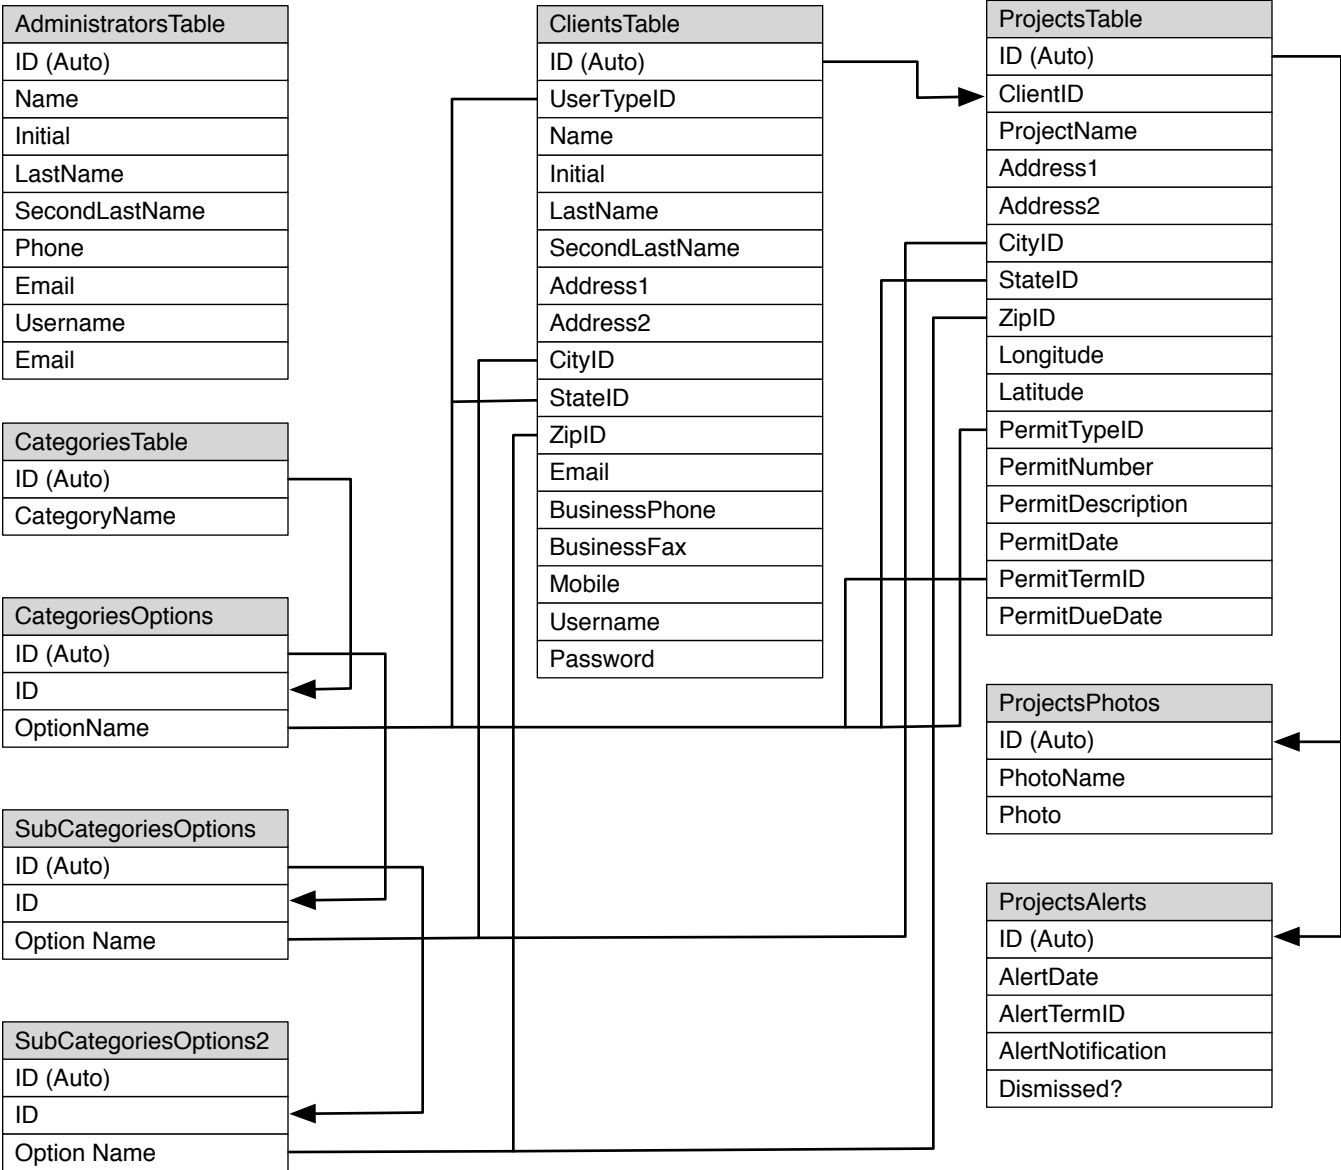 AdministratorsTable
ID (Auto)
Name
Initial
LastName
SecondLastName
Phone
Email
Username
Email
CategoriesTable
ID (Auto)
CategoryName
CategoriesOptions
ID (Auto)
ID
OptionName
SubCategoriesOptions
ID (Auto)
ID
Option Name
SubCategoriesOptions2
ID (Auto)
ID
Option Name
ClientsTable
ID (Auto)
UserTypeID
Name
Initial
LastName
SecondLastName
Address1
Address2
CityID
StateID
ZipID
Email
BusinessPhone
BusinessFax
Mobile
Username
Password
ProjectsTable
ID (Auto)
ClientID
ProjectName
Address1
Address2
CityID
StateID
ZipID
Longitude
Latitude
PermitTypeID
PermitNumber
PermitDescription
PermitDate
PermitTermID
PermitDueDate
ProjectsPhotos
ID (Auto)
PhotoName
Photo
ProjectsAlerts
ID (Auto)
AlertDate
AlertTermID
AlertNotification
Dismissed?